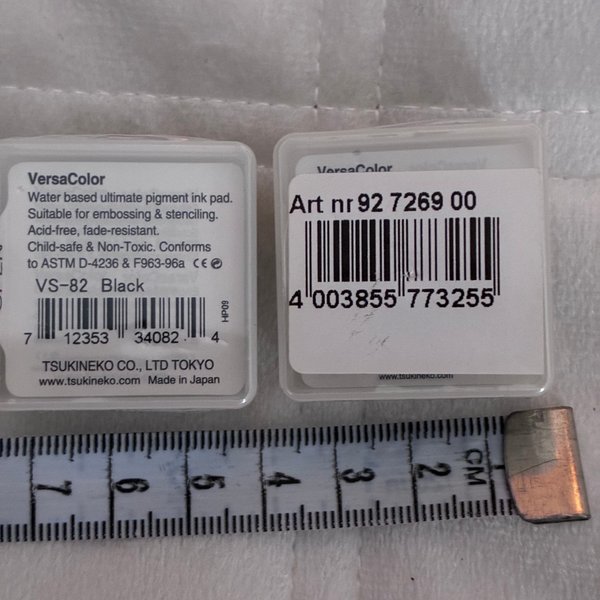 VersaColor
Water based ultimate pigment ink pad.
Suitable for embossing & stenciling.
Acid-free, fade-resistant.
Child-safe & Non-Toxic. Conforms
to ASTM D-4236 & F963-96a CE
VS-82 Black
7 12353 34082 4
HP09
TSUKINEKO CO., LTD TOKYO
www.tsukineko.com Made in Japan
VersaColor
Art nr 92 7269 00
4 003855 773255
www.tsukineko.com
7 6 5 4 3 2 CM 1